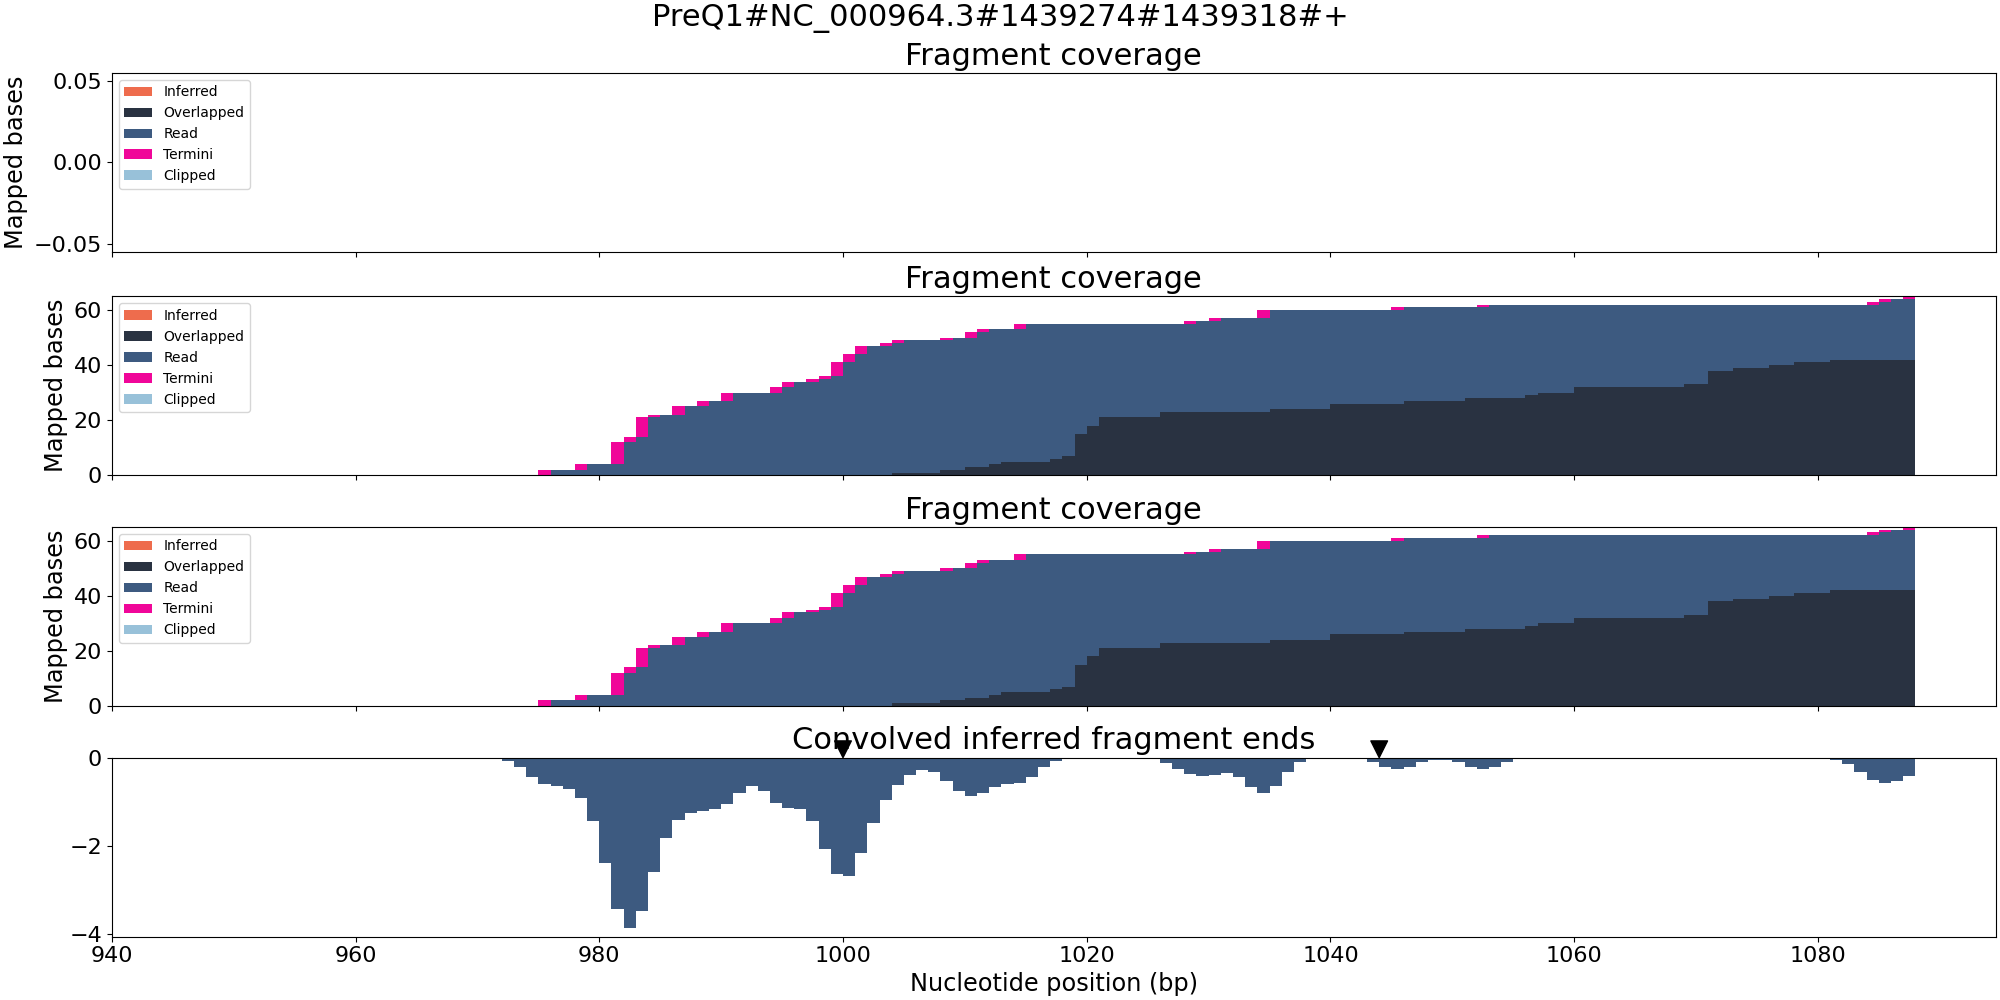 PreQ1#NC_000964.3#1439274#1439318#+
Fragment coverage
Mapped bases
0.05
0.00
−0.05
Inferred
Overlapped
Read
Termini
Clipped
Fragment coverage
Mapped bases
60
40
20
0
Inferred
Overlapped
Read
Termini
Clipped
Fragment coverage
Mapped bases
60
40
20
0
Inferred
Overlapped
Read
Termini
Clipped
Convolved inferred fragment ends
0
−2
−4
940 960 980 1000 1020 1040 1060 1080
Nucleotide position (bp)